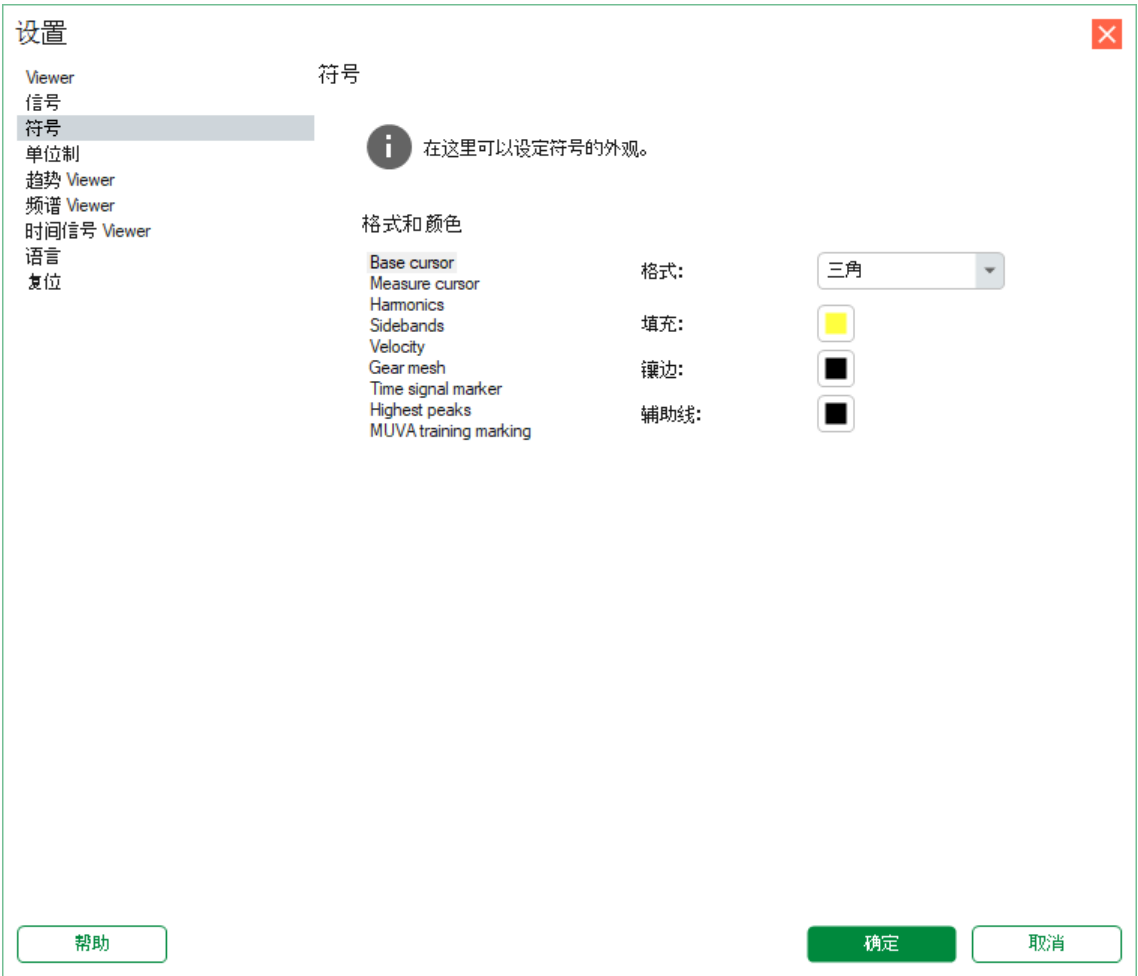 设置
Viewer
信号
符号
单位制
趋势 Viewer
频谱 Viewer
时间信号 Viewer
语言
复位
符号
i 在这里可以设定符号的外观。
格式和颜色
Base cursor
Measure cursor
Harmonics
Sidebands
Velocity
Gear mesh
Time signal marker
Highest peaks
MUVA training marking
格式: 三角
填充:
镶边:
辅助线:
帮助 确定 取消